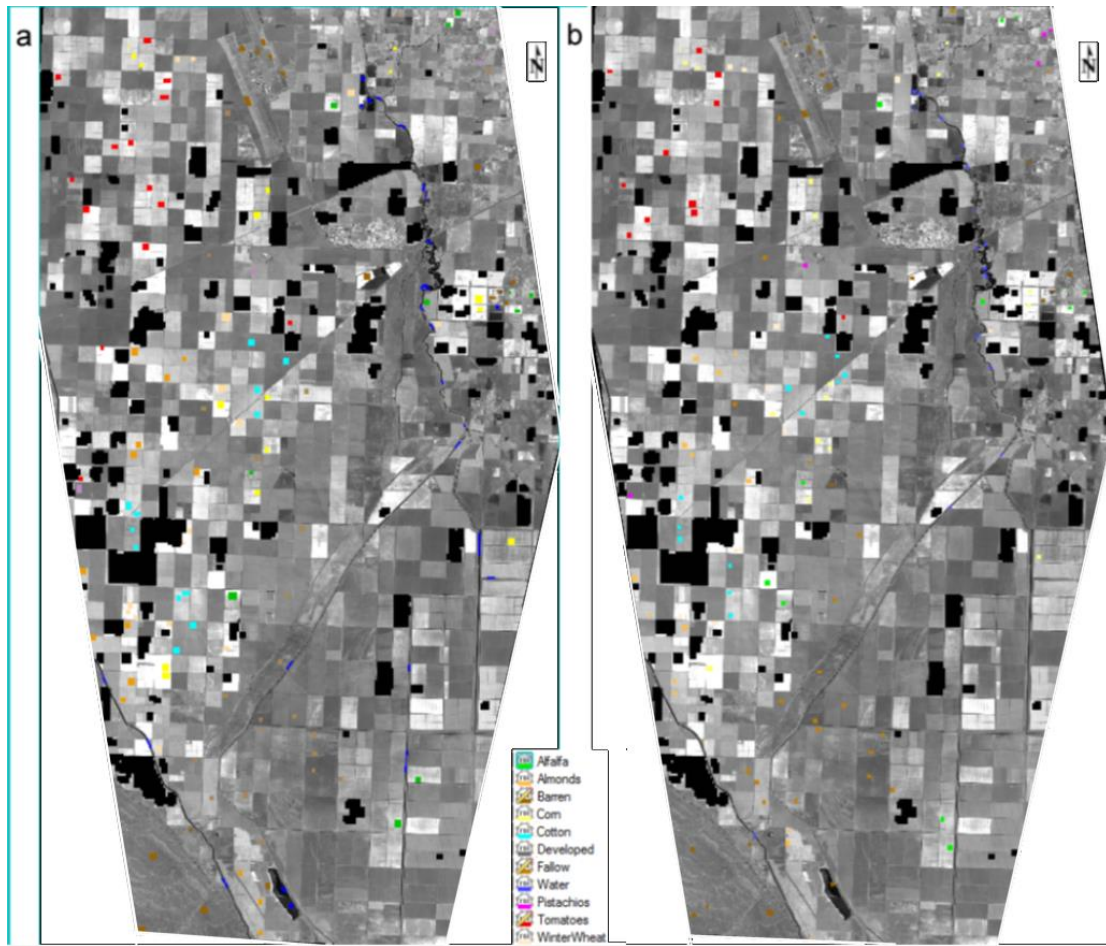 a
b
N
N
Alfalfa
Almonds
Barren
Corn
Cotton
Developed
Fallow
Water
Pistachios
Tomatoes
WinterWheat